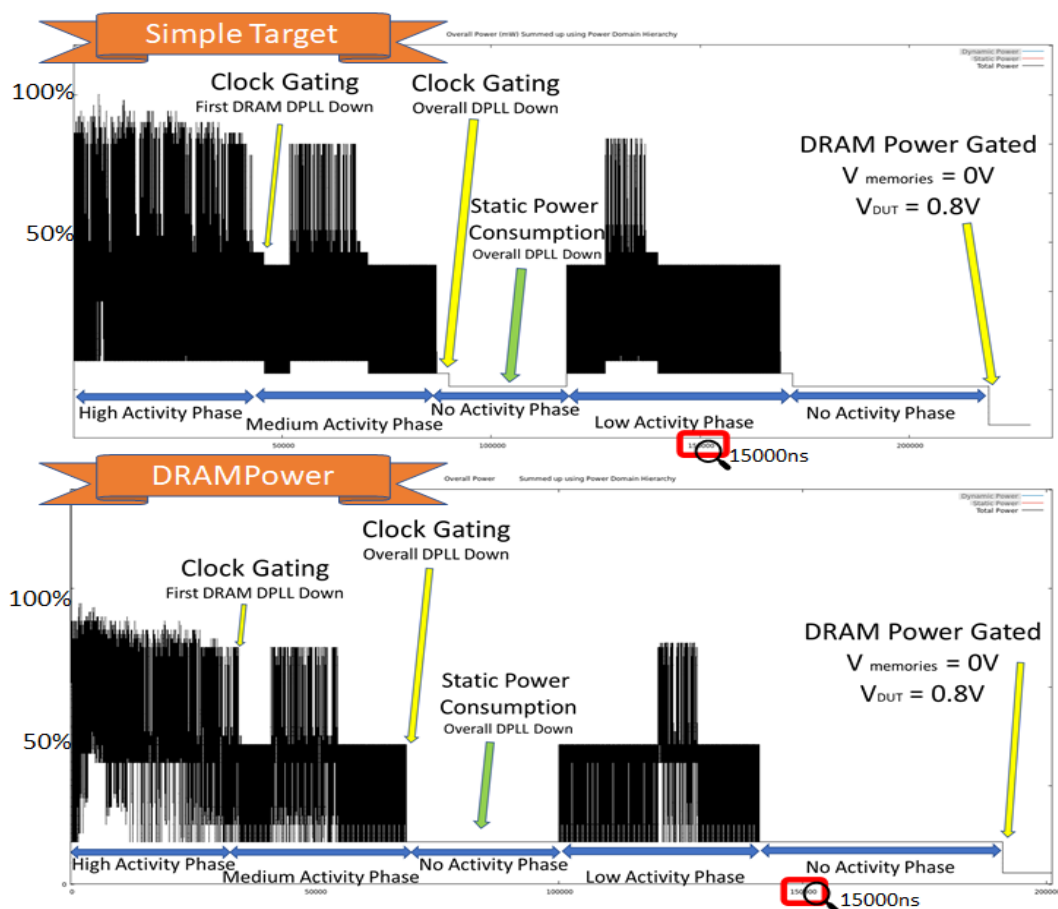 Simple Target
Overall Power (mW) Summed up using Power Domain Hierarchy
Dynamic Power
Static Power
Total Power
100%
50%
Clock Gating
First DRAM DPLL Down
Clock Gating
Overall DPLL Down
Static Power
Consumption
Overall DPLL Down
DRAM Power Gated
V memories = 0V
VDUT = 0.8V
High Activity Phase
Medium Activity Phase
No Activity Phase
Low Activity Phase
No Activity Phase
50000
100000
150000
200000
15000ns
DRAMPower
Overall Power Summed up using Power Domain Hierarchy
Dynamic Power
Static Power
Total Power
100%
50%
Clock Gating
First DRAM DPLL Down
Clock Gating
Overall DPLL Down
Static Power
Consumption
Overall DPLL Down
DRAM Power Gated
V memories = 0V
VDUT = 0.8V
High Activity Phase
Medium Activity Phase
No Activity Phase
Low Activity Phase
No Activity Phase
0
0
50000
100000
150000
200000
15000ns